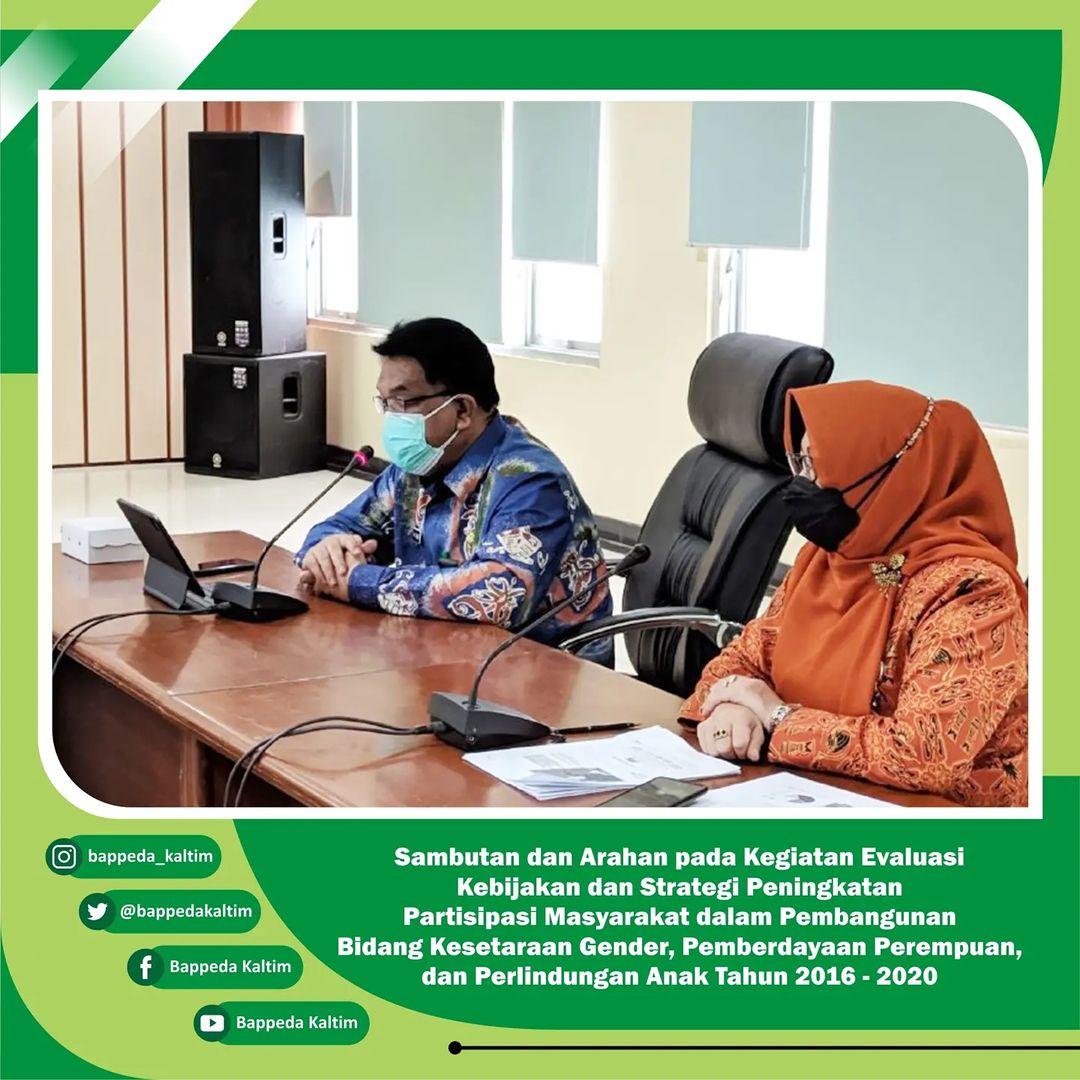 bappeda_kaltim
@bappedakaltim
Bappeda Kaltim
Bappeda Kaltim
Sambutan dan Arahan pada Kegiatan Evaluasi
Kebijakan dan Strategi Peningkatan
Partisipasi Masyarakat dalam Pembangunan
Bidang Kesetaraan Gender, Pemberdayaan Perempuan,
dan Perlindungan Anak Tahun 2016 - 2020